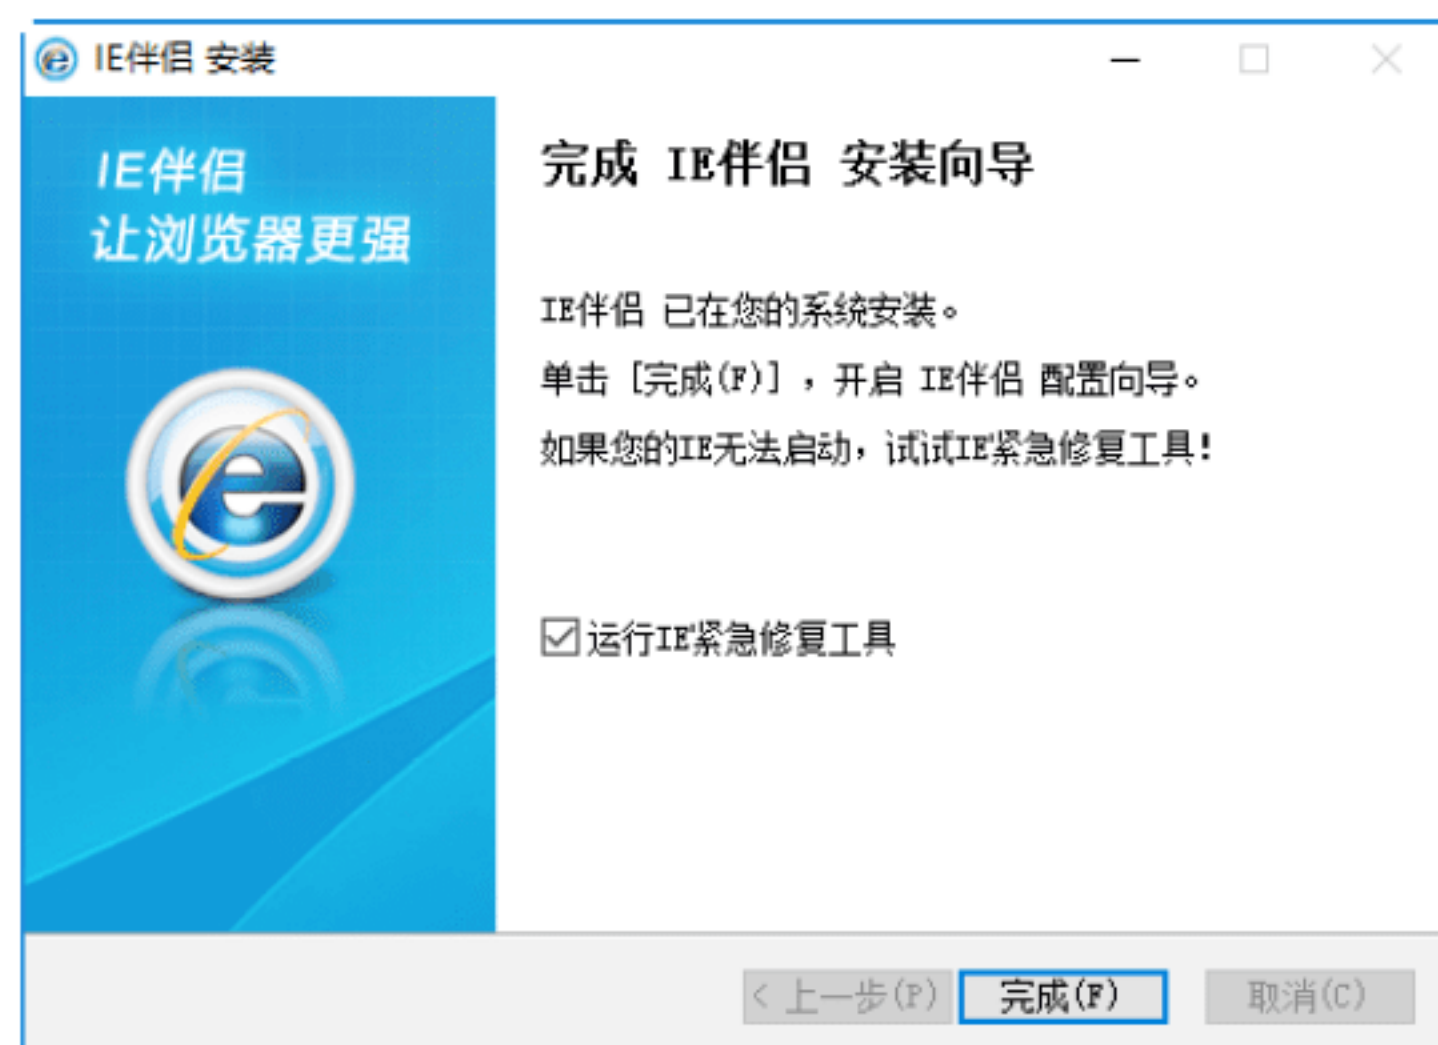 IE伴侣 安装
IE伴侣
让浏览器更强
完成 IE伴侣 安装向导
IE伴侣 已在您的系统安装。
单击 [完成(F)] ，开启 IE伴侣 配置向导。
如果您的IE无法启动，试试IE紧急修复工具!
运行IE紧急修复工具
< 上一步(P)
完成(F)
取消(C)